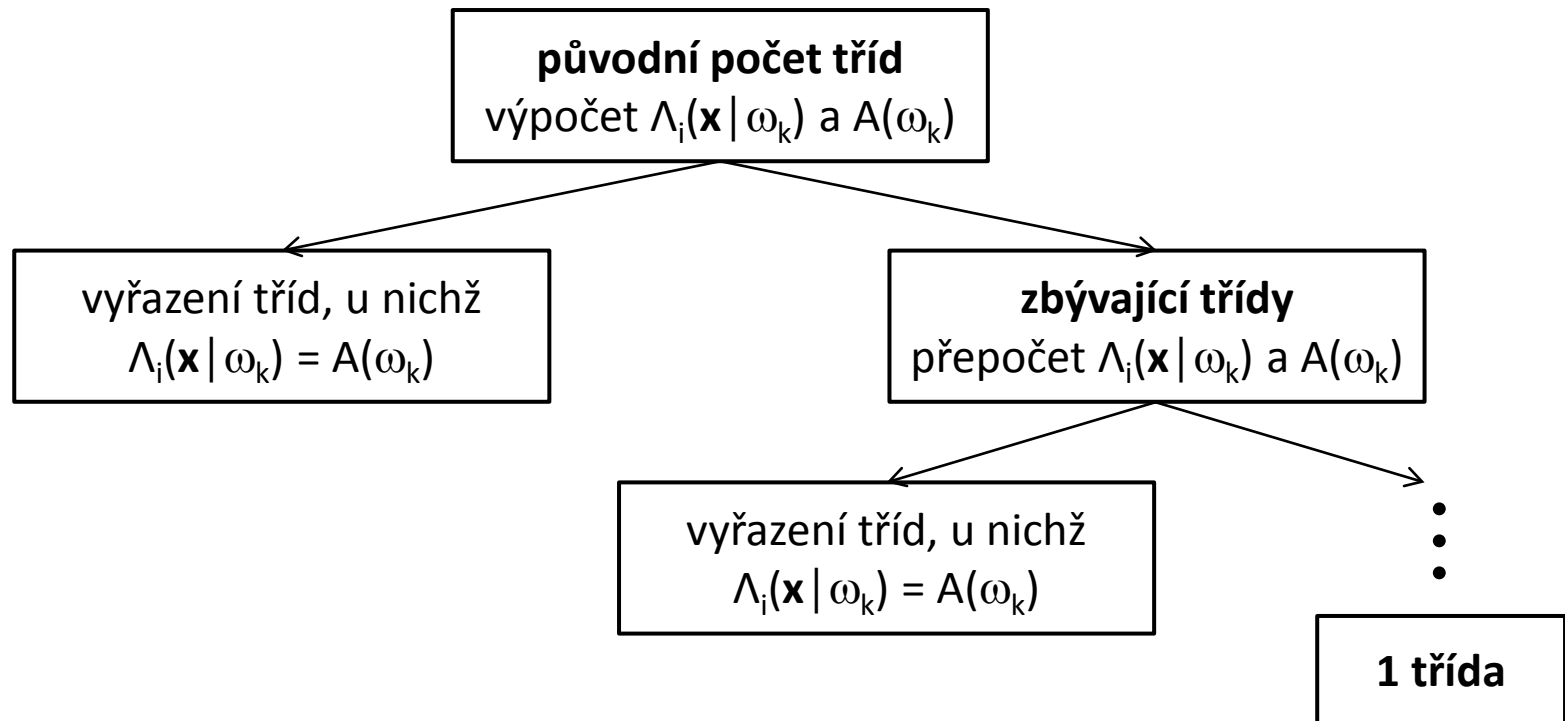 původní počet tříd
výpočet Λᵢ(x|ωₖ) a A(ωₖ)
vyřazení tříd, u nichž
Λᵢ(x|ωₖ) = A(ωₖ)
zbývající třídy
přepočet Λᵢ(x|ωₖ) a A(ωₖ)
vyřazení tříd, u nichž
Λᵢ(x|ωₖ) = A(ωₖ)
1 třída